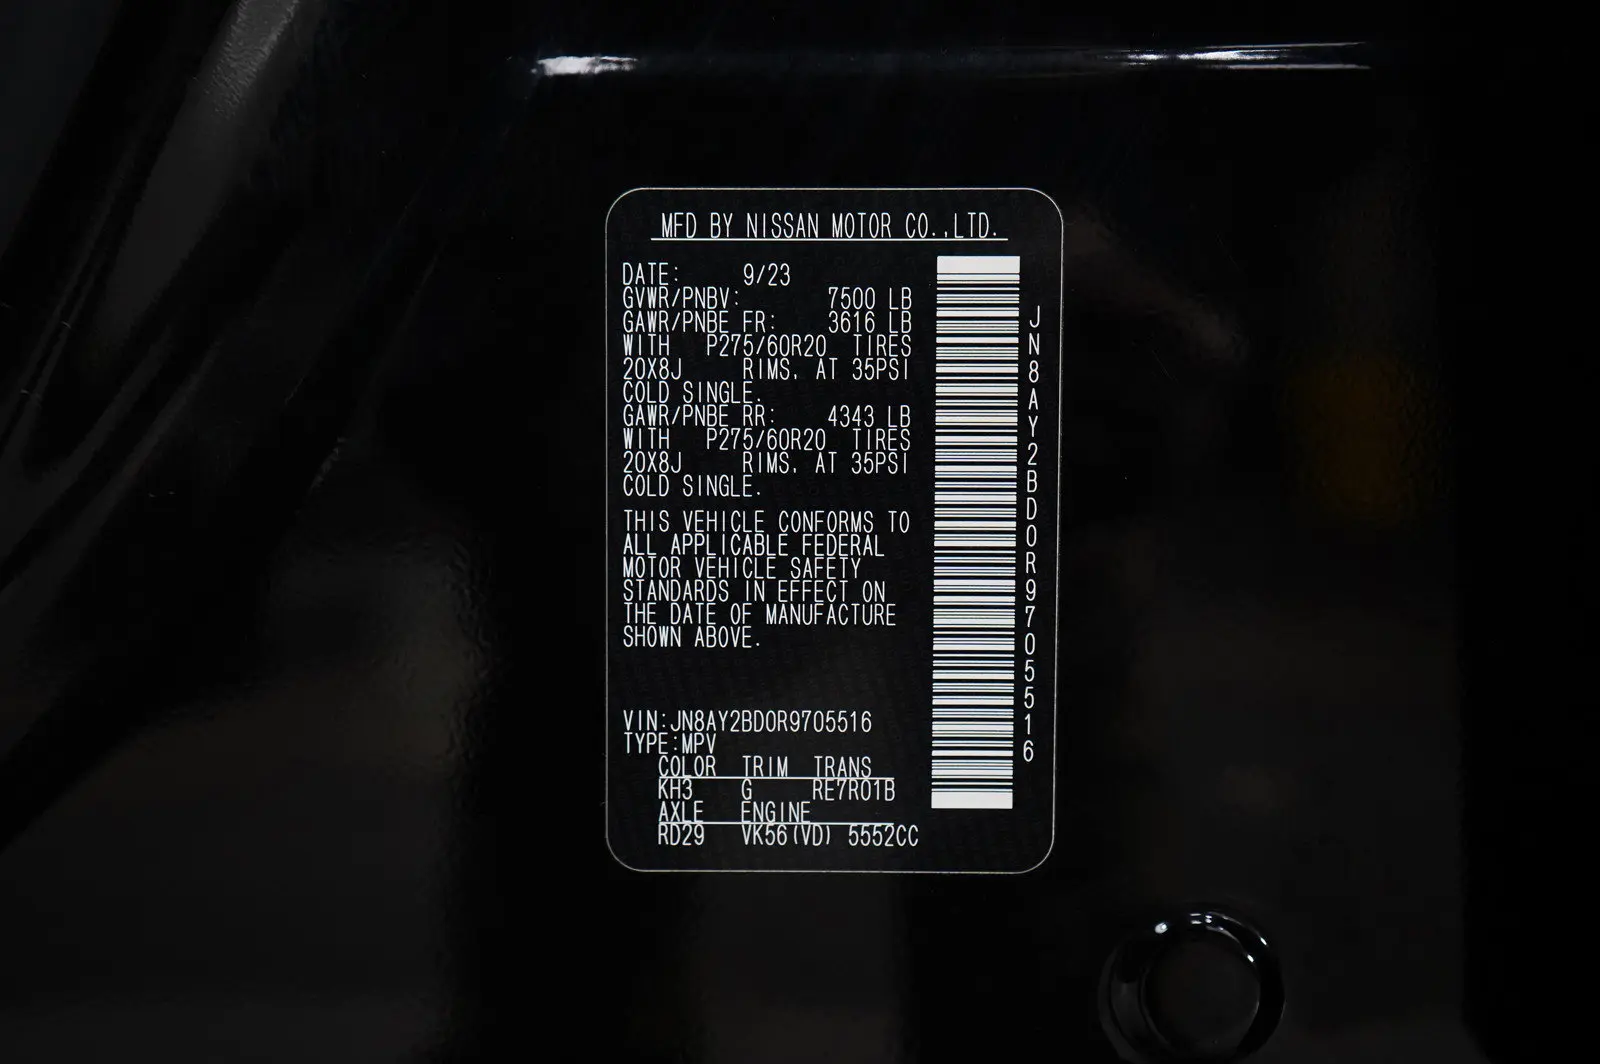 MFD BY NISSAN MOTOR CO.,LTD.
DATE: 9/23
GVWR/PNBV: 7500 LB
GAWR/PNBE FR: 3616 LB
WITH P275/60R20 TIRES
20X8J RIMS, AT 35PSI
COLD SINGLE.
GAWR/PNBE RR: 4343 LB
WITH P275/60R20 TIRES
20X8J RIMS, AT 35PSI
COLD SINGLE.
THIS VEHICLE CONFORMS TO
ALL APPLICABLE FEDERAL
MOTOR VEHICLE SAFETY
STANDARDS IN EFFECT ON
THE DATE OF MANUFACTURE
SHOWN ABOVE.
VIN:JN8AY2BD0R9705516
TYPE:MPV
COLOR TRIM TRANS
KH3 G RE7R01B
AXLE ENGINE
RD29 VK56(VD) 5552CC
JN8AY2BD0R9705516